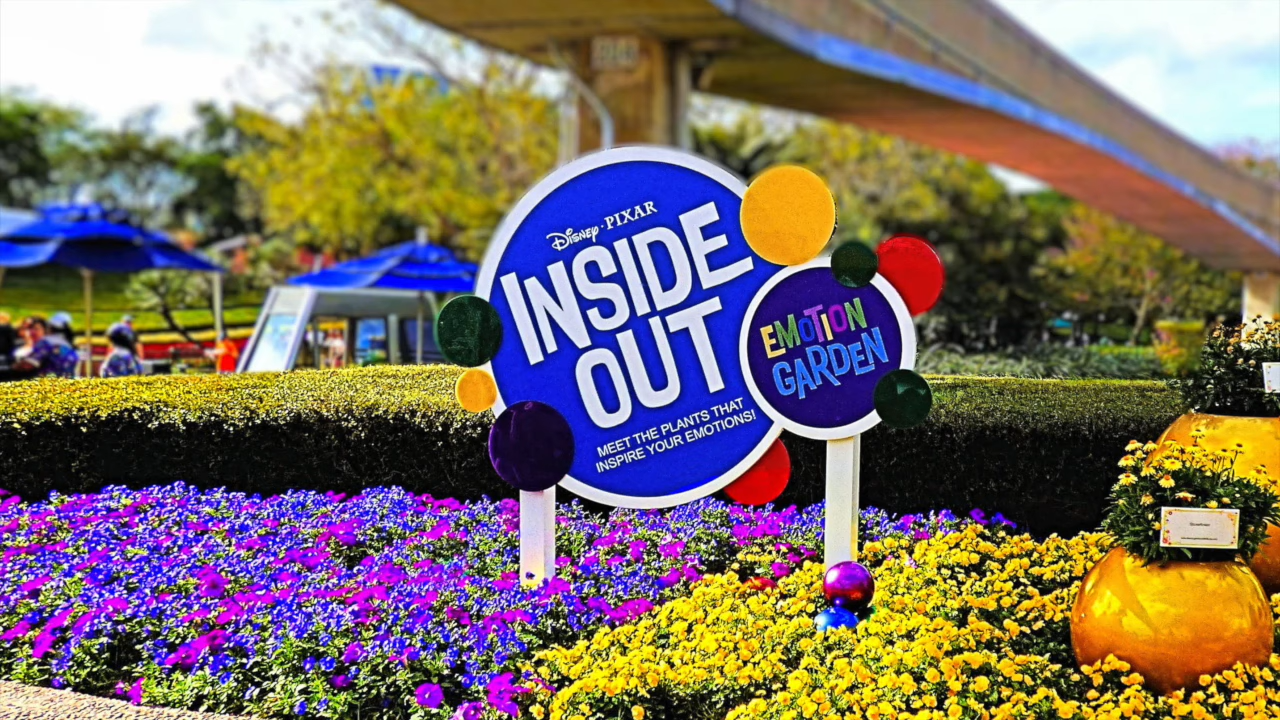 Disney · PIXAR
INSIDE
OUT
MEET THE PLANTS THAT
INSPIRE YOUR EMOTIONS!
EMOTION
GARDEN